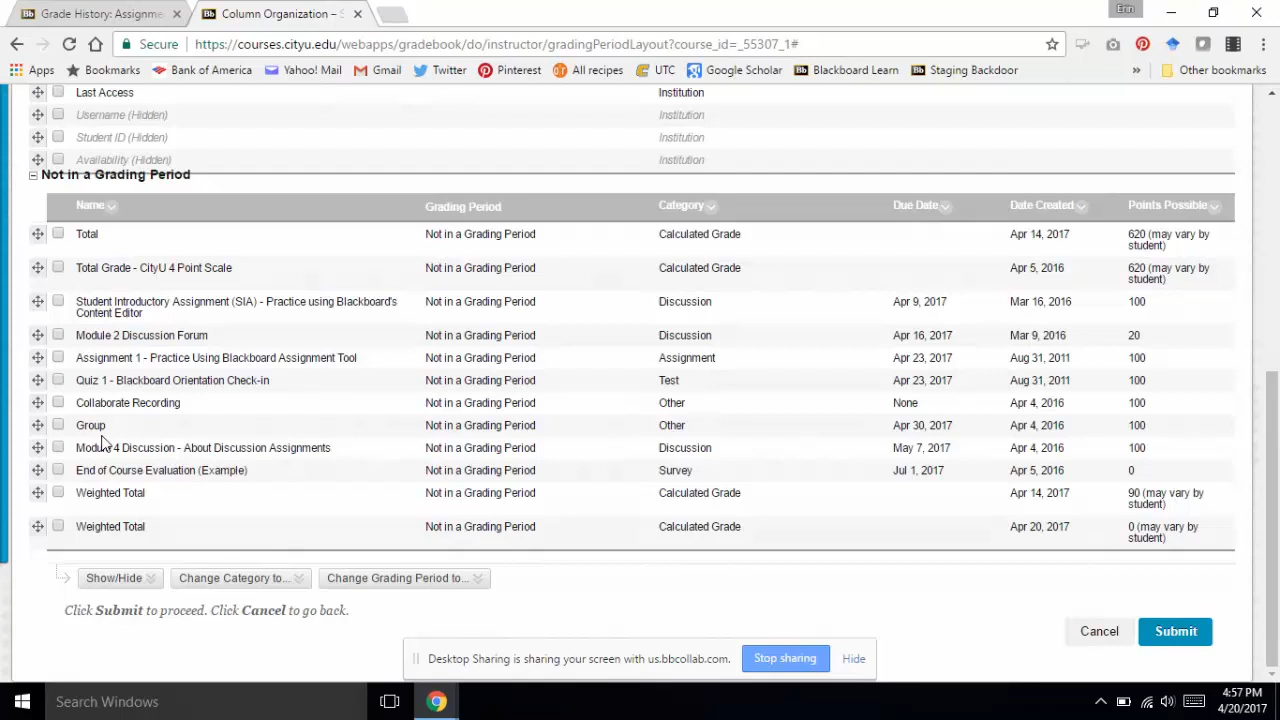 Grade History: Assignme
Column Organization – S
Erin
Secure https://courses.cityu.edu/webapps/gradebook/do/instructor/gradingPeriodLayout?course_id=_55307_1#
Apps Bookmarks Bank of America Yahoo! Mail Gmail Twitter Pinterest All recipes UTC Google Scholar Blackboard Learn Staging Backdoor » Other bookmarks
Last Access Institution
Username (Hidden) Institution
Student ID (Hidden) Institution
Availability (Hidden) Institution
Not in a Grading Period
Name Grading Period Category Due Date Date Created Points Possible
Total Not in a Grading Period Calculated Grade Apr 14, 2017 620 (may vary by
student)
Total Grade - CityU 4 Point Scale Not in a Grading Period Calculated Grade Apr 5, 2016 620 (may vary by
student)
Student Introductory Assignment (SIA) - Practice using Blackboard's Not in a Grading Period Discussion Apr 9, 2017 Mar 16, 2016 100
Content Editor
Module 2 Discussion Forum Not in a Grading Period Discussion Apr 16, 2017 Mar 9, 2016 20
Assignment 1 - Practice Using Blackboard Assignment Tool Not in a Grading Period Assignment Apr 23, 2017 Aug 31, 2011 100
Quiz 1 - Blackboard Orientation Check-in Not in a Grading Period Test Apr 23, 2017 Aug 31, 2011 100
Collaborate Recording Not in a Grading Period Other None Apr 4, 2016 100
Group Not in a Grading Period Other Apr 30, 2017 Apr 4, 2016 100
Module 4 Discussion - About Discussion Assignments Not in a Grading Period Discussion May 7, 2017 Apr 4, 2016 100
End of Course Evaluation (Example) Not in a Grading Period Survey Jul 1, 2017 Apr 5, 2016 0
Weighted Total Not in a Grading Period Calculated Grade Apr 14, 2017 90 (may vary by
student)
Weighted Total Not in a Grading Period Calculated Grade Apr 20, 2017 0 (may vary by
student)
Show/Hide Change Category to... Change Grading Period to...
Click Submit to proceed. Click Cancel to go back.
Cancel Submit
Desktop Sharing is sharing your screen with us.bbcollab.com. Stop sharing Hide
Search Windows
4:57 PM
4/20/2017